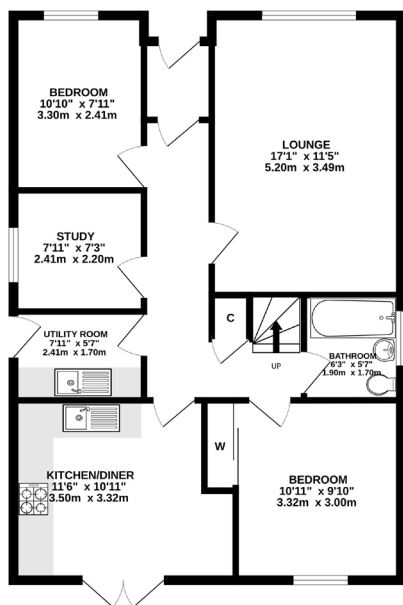 BEDROOM
10'10" x 7'11"
3.30m x 2.41m
LOUNGE
17'1" x 11'5"
5.20m x 3.49m
STUDY
7'11" x 7'3"
2.41m x 2.20m
C
UP
UTILITY ROOM
7'11" x 5'7"
2.41m x 1.70m
BATHROOM
6'3" x 5'7"
1.90m x 1.70m
W
KITCHEN/DINER
11'6" x 10'11"
3.50m x 3.32m
BEDROOM
10'11" x 9'10"
3.32m x 3.00m